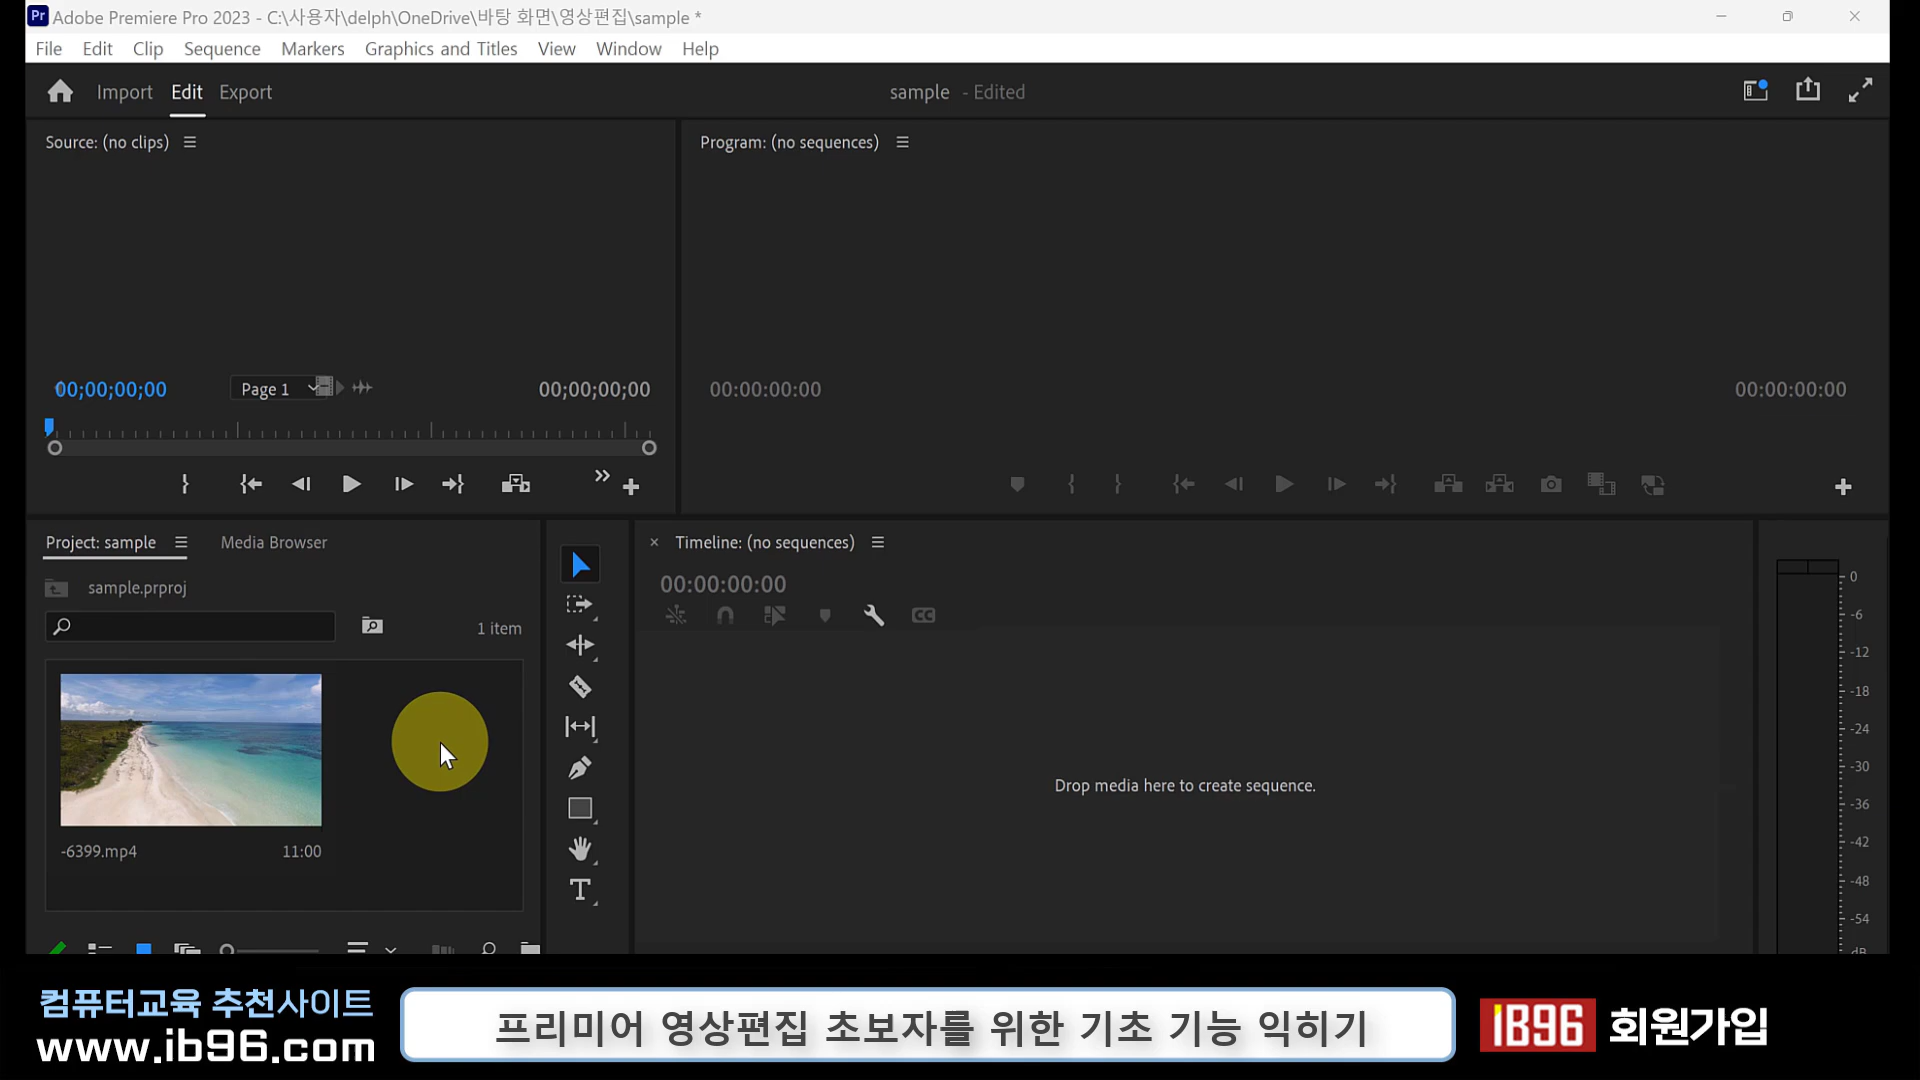 Pr Adobe Premiere Pro 2023 - C:\사용자\delph\OneDrive\바탕 화면\영상편집\sample *
File Edit Clip Sequence Markers Graphics and Titles View Window Help
Import Edit Export sample - Edited
Source: (no clips)
Program: (no sequences)
00;00;00;00 Page 1 00;00;00;00
00:00:00:00 00:00:00:00
Project: sample Media Browser
sample.prproj
1 item
-6399.mp4 11:00
Timeline: (no sequences)
00:00:00:00
CC
Drop media here to create sequence.
0
-6
-12
-18
-24
-30
-36
-42
-48
-54
dB
컴퓨터교육 추천사이트
www.ib96.com
프리미어 영상편집 초보자를 위한 기초 기능 익히기
IB96 회원가입